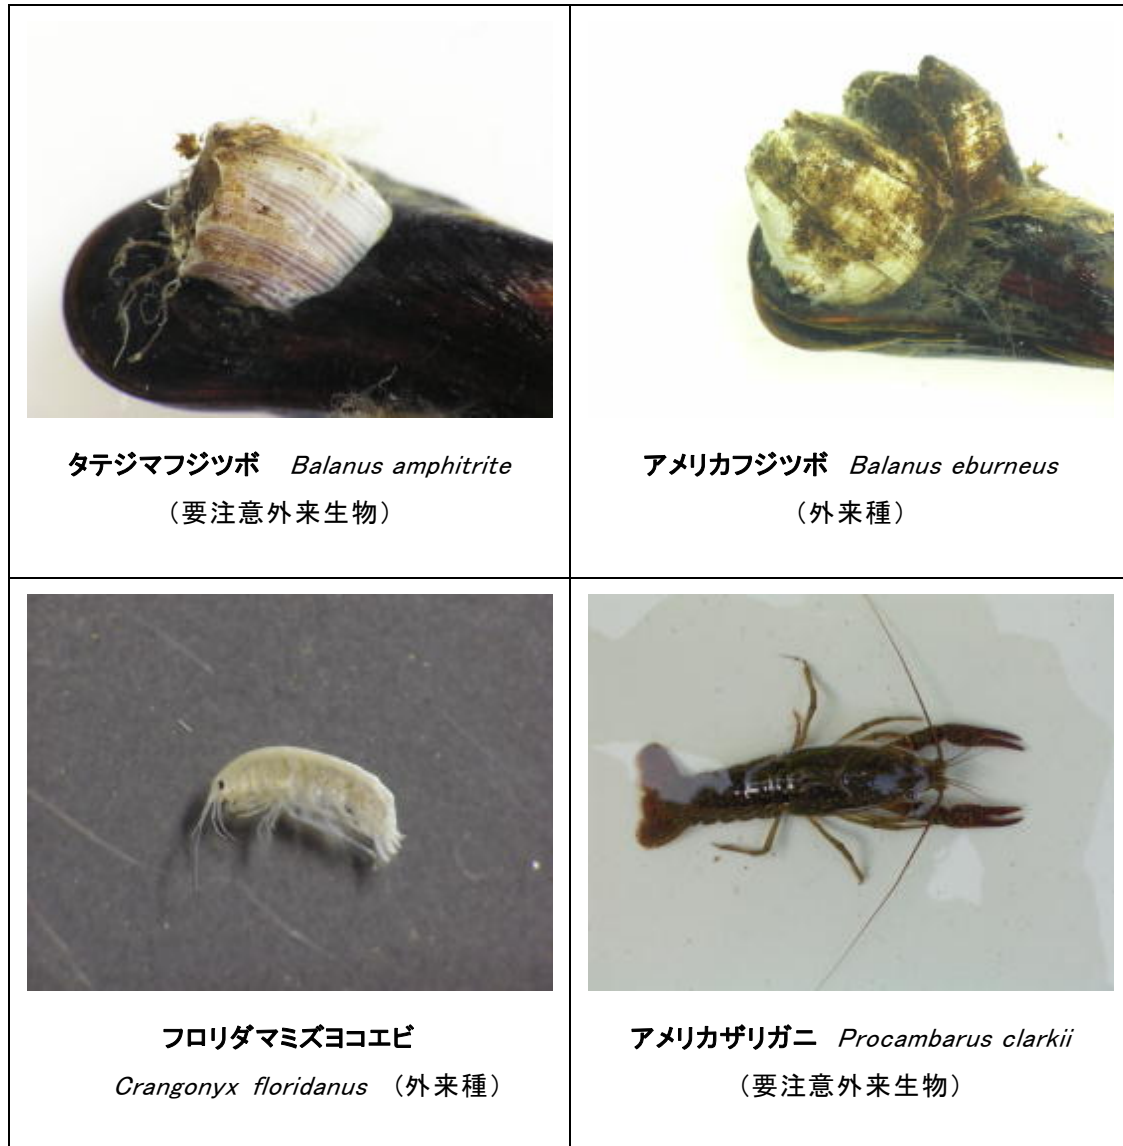 タテジマフジツボ Balanus amphitrite
(要注意外来生物)
アメリカフジツボ Balanus eburneus
(外来種)
フロリダマミズヨコエビ
Crangonyx floridanus (外来種)
アメリカザリガニ Procambarus clarkii
(要注意外来生物)